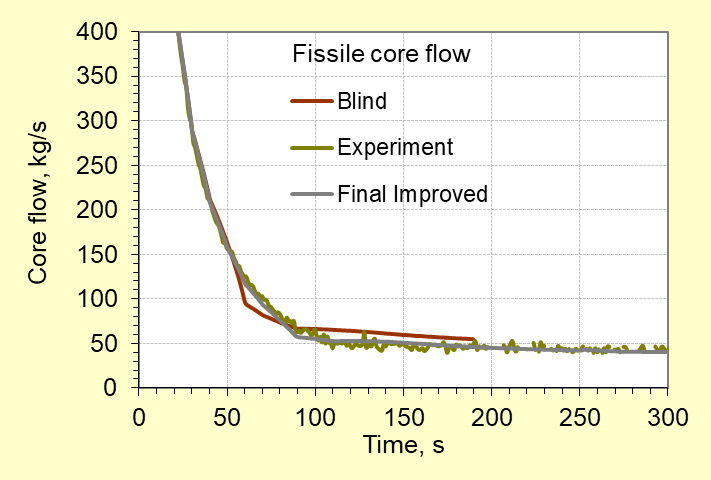 Fissile core flow
Blind
Experiment
Final Improved
Core flow, kg/s
400
350
300
250
200
150
100
50
0
0 50 100 150 200 250 300
Time, s